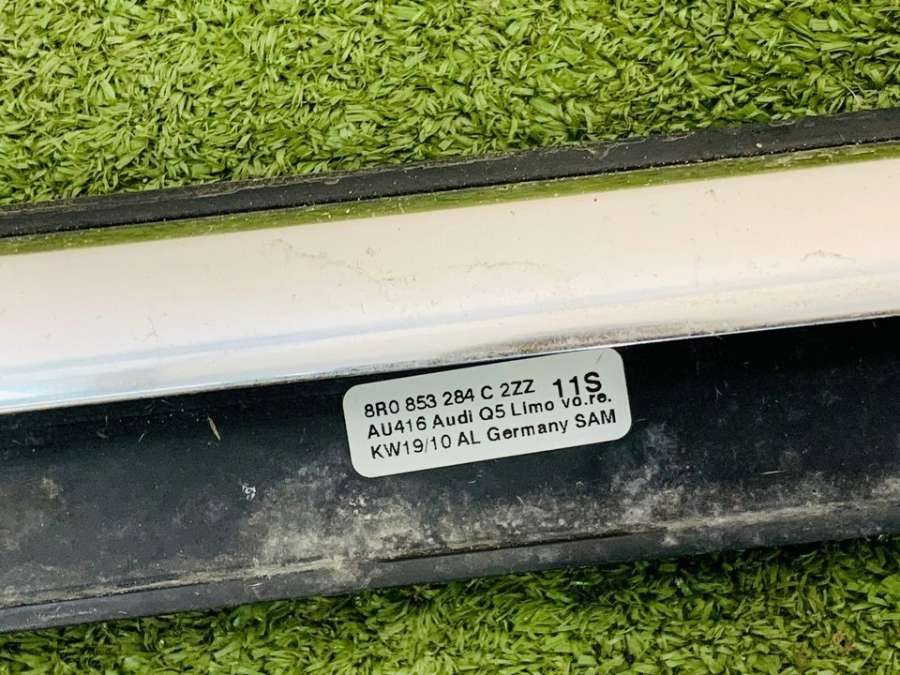 8R0 853 284 C 2ZZ 11S
AU416 Audi Q5 Limo vo.re.
KW19/10 AL Germany SAM